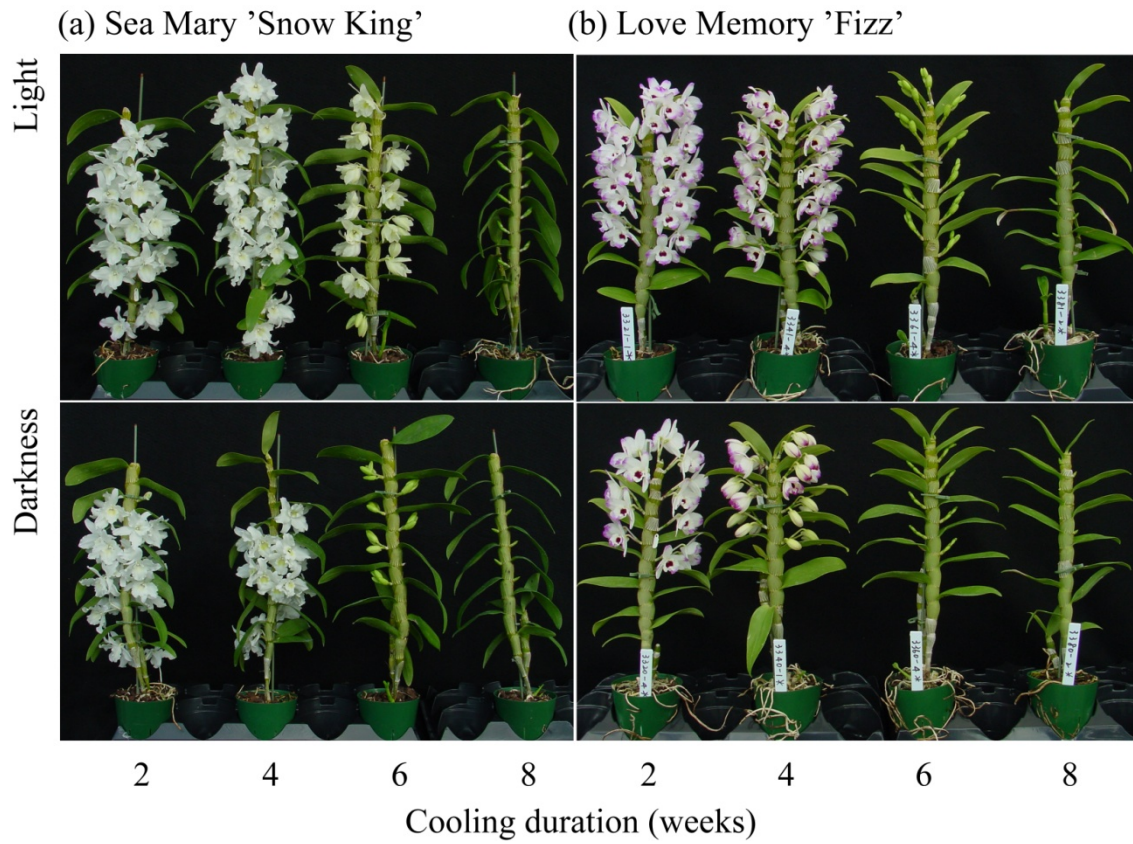 (a) Sea Mary ’Snow King’
(b) Love Memory ’Fizz’
Light
Darkness
2 4 6 8 2 4 6 8
Cooling duration (weeks)